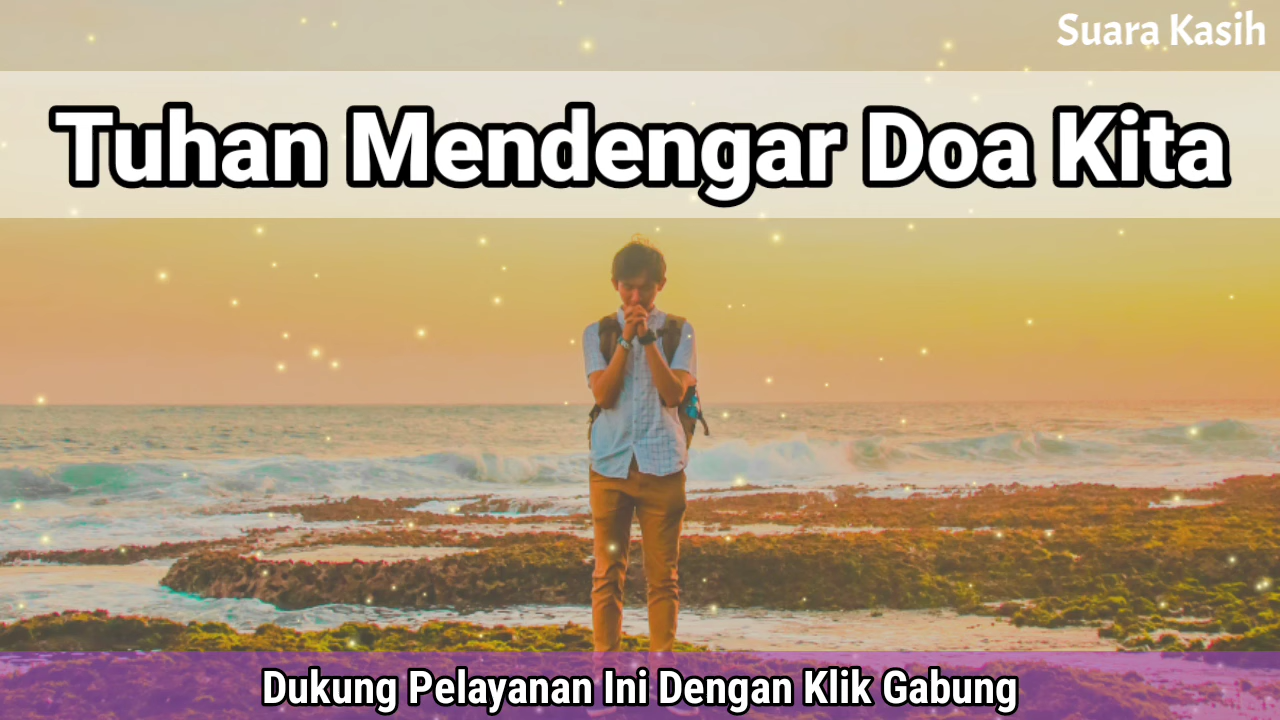 Suara Kasih
Tuhan Mendengar Doa Kita
Dukung Pelayanan Ini Dengan Klik Gabung